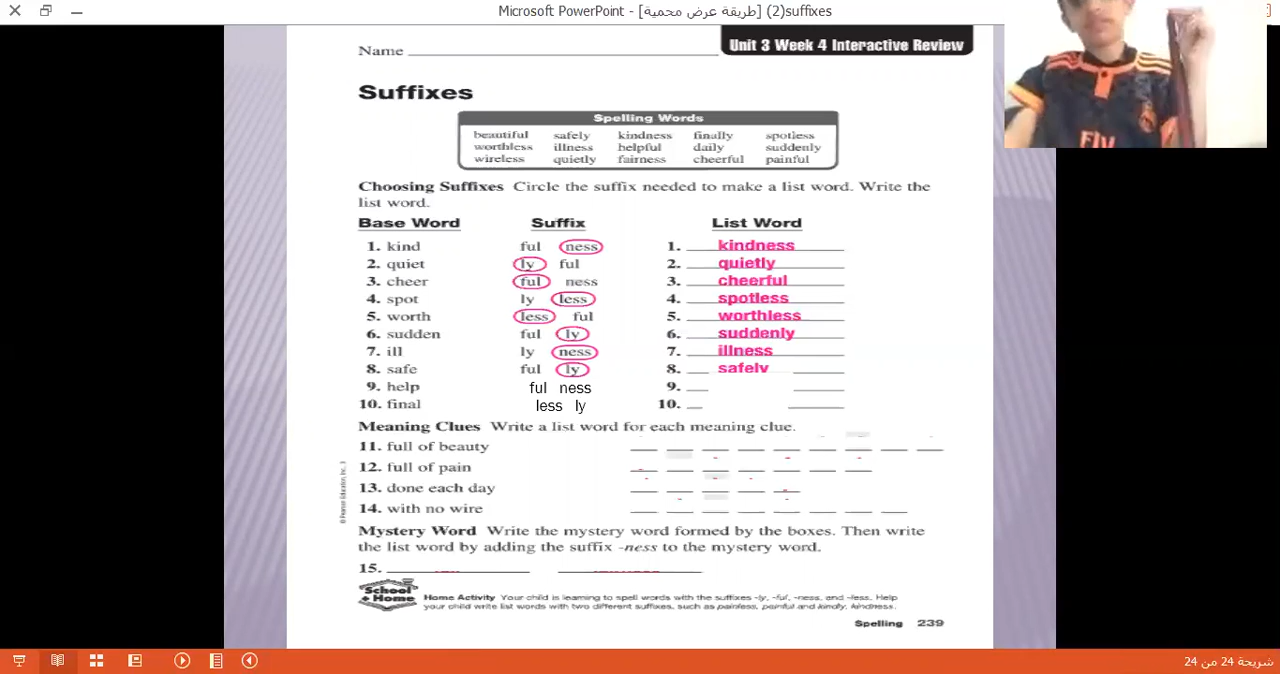 Microsoft PowerPoint - [طريقة عرض محمية] (2)suffixes
Name
Unit 3 Week 4 Interactive Review
Suffixes
Spelling Words
beautiful safely kindness finally spotless
worthless illness helpful daily suddenly
wireless quietly fairness cheerful painful
Choosing Suffixes Circle the suffix needed to make a list word. Write the
list word.
Base Word Suffix List Word
1. kind ful ness 1. kindness
2. quiet ly ful 2. quietly
3. cheer ful ness 3. cheerful
4. spot ly less 4. spotless
5. worth less ful 5. worthless
6. sudden ful ly 6. suddenly
7. ill ly ness 7. illness
8. safe ful ly 8. safely
9. help ful ness 9.
10. final less ly 10.
Meaning Clues Write a list word for each meaning clue.
11. full of beauty
12. full of pain
13. done each day
14. with no wire
Mystery Word Write the mystery word formed by the boxes. Then write
the list word by adding the suffix -ness to the mystery word.
15.
School + Home
Home Activity Your child is learning to spell words with the suffixes -ly, -ful, -ness, and -less. Help
your child write list words with two different suffixes, such as painless, painful and kindly, kindness.
Spelling 239
© Pearson Education, Inc. 3
شريحة 24 من 24